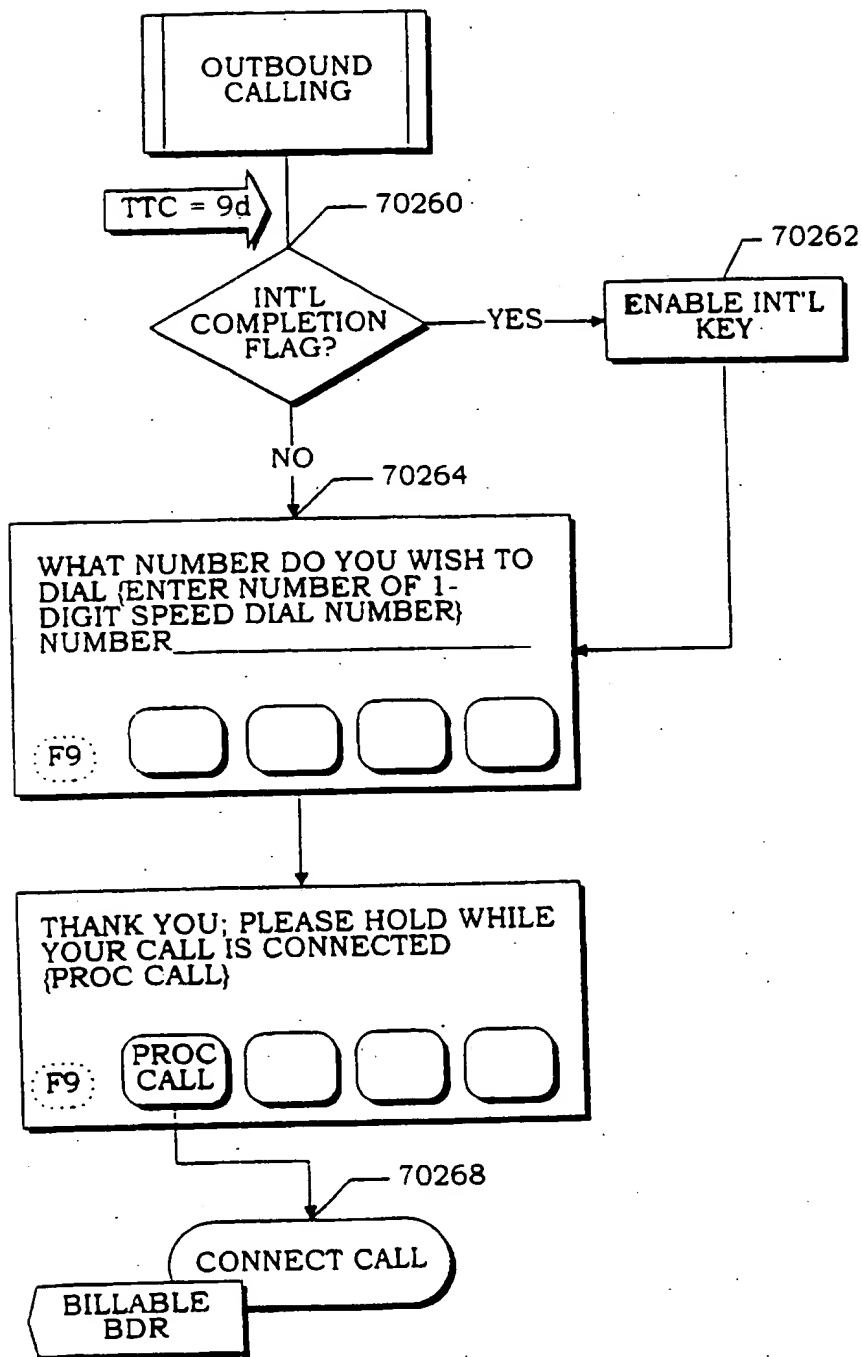 OUTBOUND
CALLING
TTC = 9d
70260
70262
INT'L
COMPLETION
FLAG?
YES
ENABLE INT'L
KEY
NO
70264
WHAT NUMBER DO YOU WISH TO
DIAL {ENTER NUMBER OF 1-
DIGIT SPEED DIAL NUMBER}
NUMBER
F9
THANK YOU; PLEASE HOLD WHILE
YOUR CALL IS CONNECTED
{PROC CALL}
F9
PROC
CALL
70268
CONNECT CALL
BILLABLE
BDR